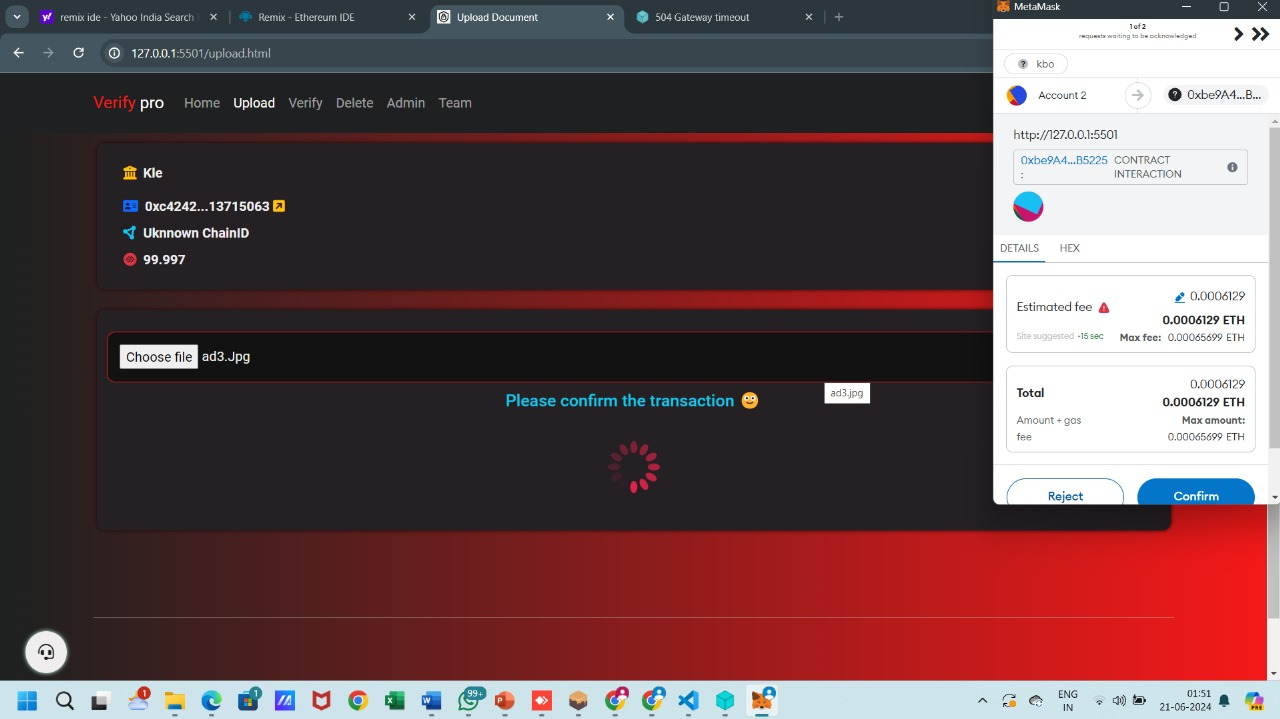 remix ide - Yahoo India Search
Remix - Ethereum IDE
Upload Document
504 Gateway timeout
127.0.0.1:5501/upload.html
Verify pro
Home
Upload
Verify
Delete
Admin
Team
Kle
0xc4242...13715063
Uknnown ChainID
99.997
Choose file ad3.Jpg
Please confirm the transaction
ad3.jpg
MetaMask
1 of 2
requests waiting to be acknowledged
kbo
Account 2
0xbe9A4...B...
http://127.0.0.1:5501
0xbe9A4...B5225 CONTRACT
: INTERACTION
DETAILS
HEX
0.0006129
Estimated fee
0.0006129 ETH
Site suggested ~15 sec Max fee: 0.00065699 ETH
0.0006129
Total
0.0006129 ETH
Amount + gas Max amount:
fee 0.00065699 ETH
Reject
Confirm
1
1
99+
ENG
IN
01:51
21-06-2024
PRE